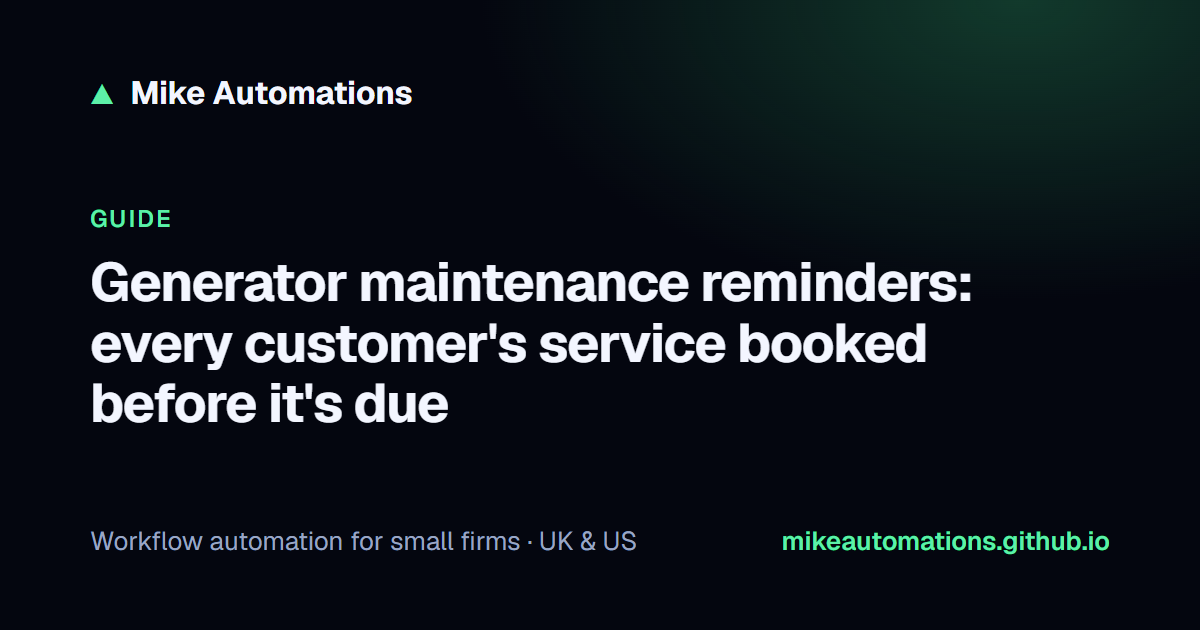 Mike Automations
GUIDE
Generator maintenance reminders:
every customer's service booked
before it's due
Workflow automation for small firms · UK & US
mikeautomations.github.io